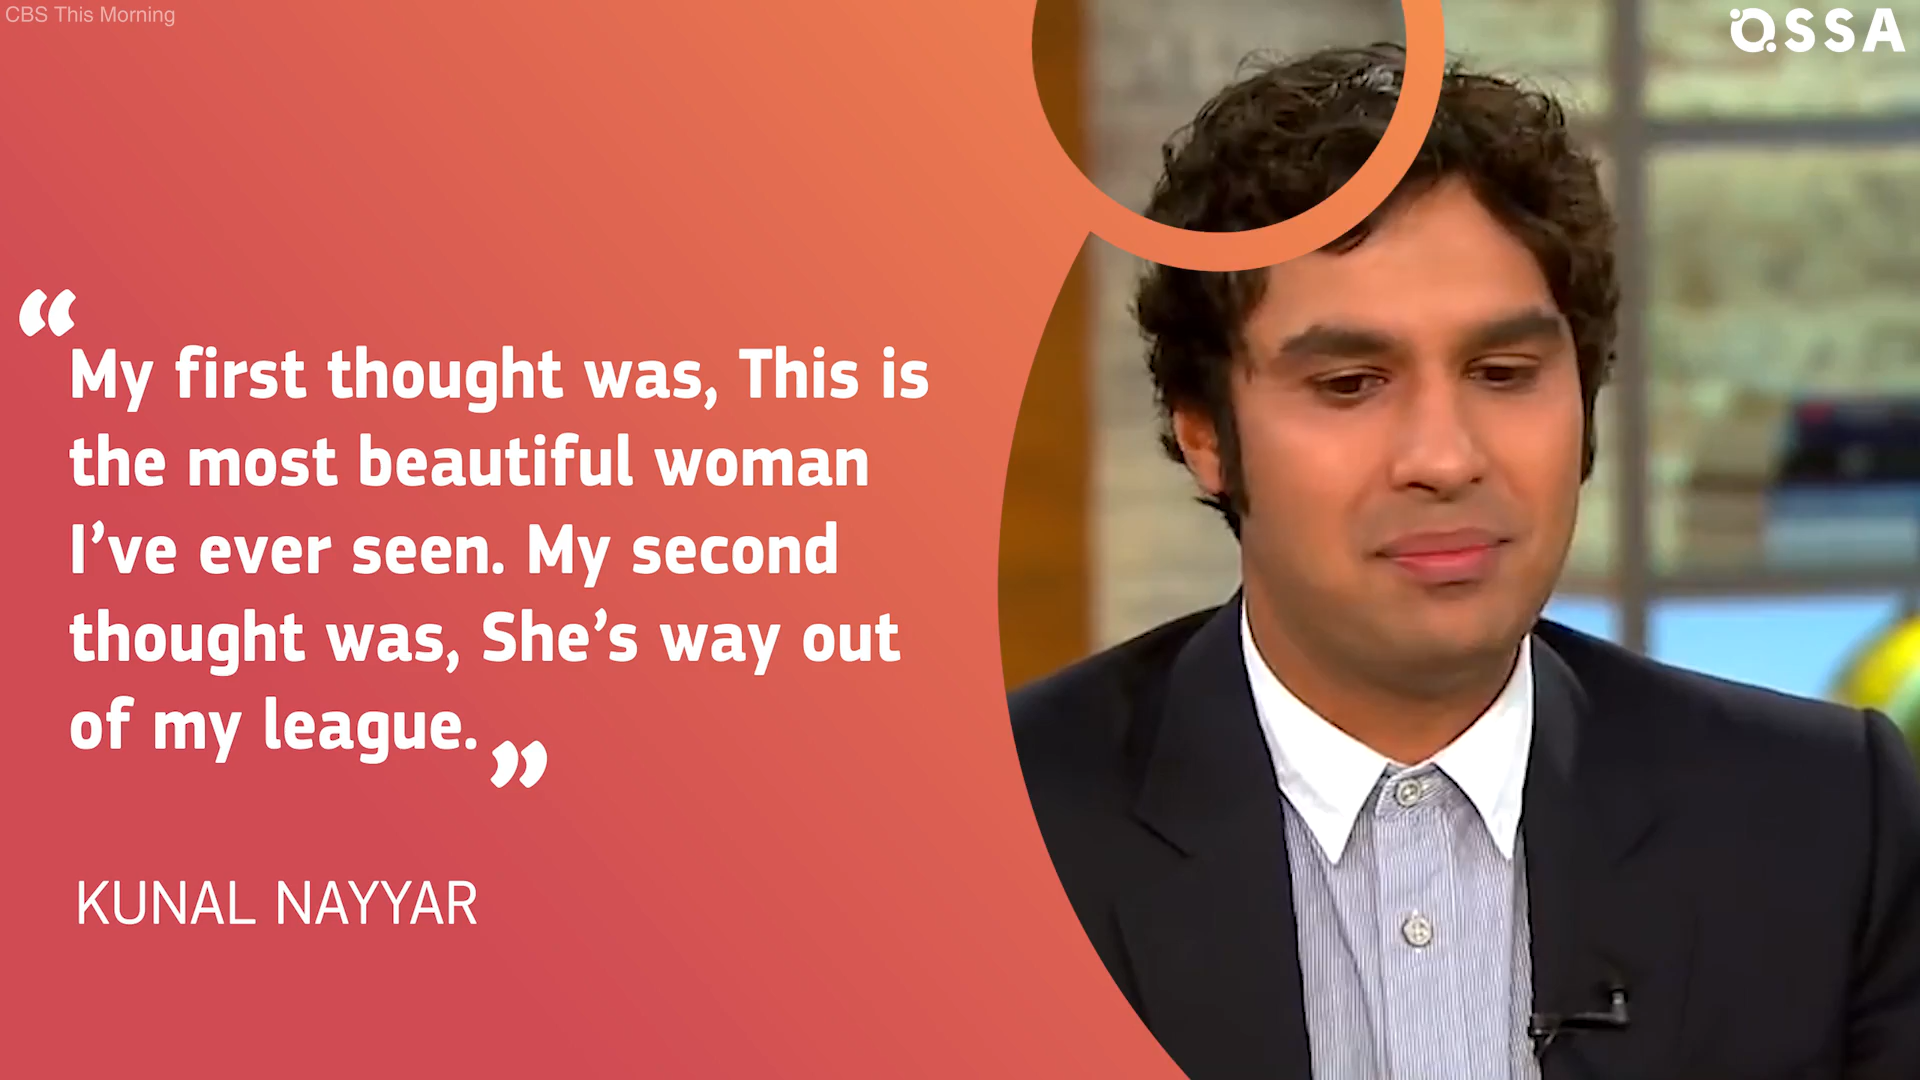 CBS This Morning
OSSA
“My first thought was, This is
the most beautiful woman
I’ve ever seen. My second
thought was, She’s way out
of my league.”
KUNAL NAYYAR